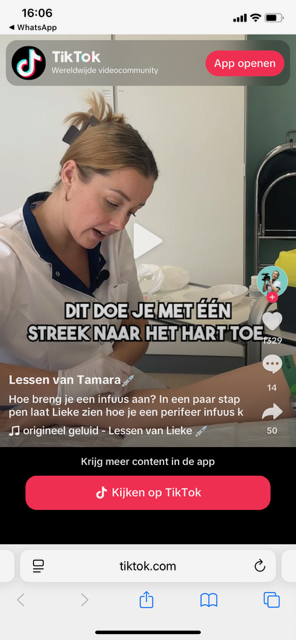 16:06
◀ WhatsApp
TikTok
Wereldwijde videocommunity
App openen
DIT DOE JE MET ÉÉN
STREEK NAAR HET HART TOE
1329
14
Lessen van Tamara💉
Hoe breng je een infuus aan? In een paar stap
pen laat Lieke zien hoe je een perifeer infuus k
50
origineel geluid - Lessen van Lieke 💉
Krijg meer content in de app
Kijken op TikTok
tiktok.com